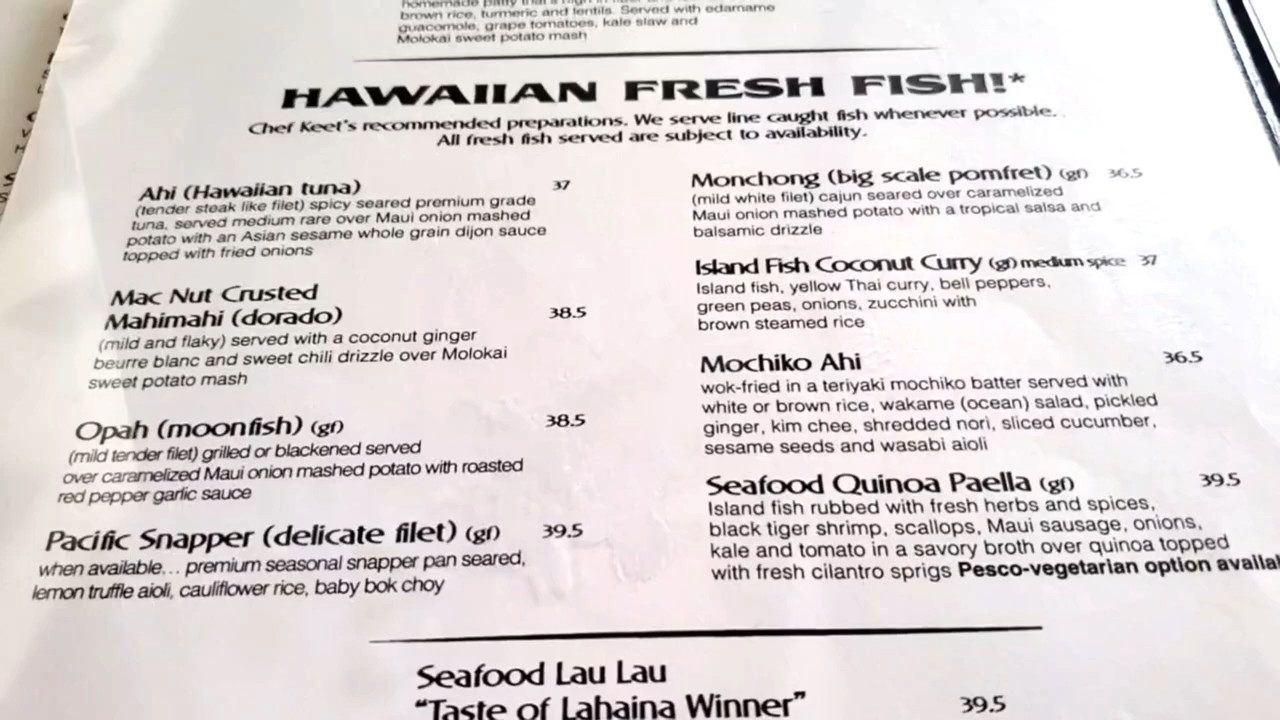 homemade patty that's high in fiber
brown rice, turmeric and lentils. Served with edamame
guacomole, grape tomatoes, kale slaw and
Molokai sweet potato mash
HAWAIIAN FRESH FISH!*
Chef Keet's recommended preparations. We serve line caught fish whenever possible.
All fresh fish served are subject to availability.
Ahi (Hawaiian tuna) 37
(tender steak like filet) spicy seared premium grade
tuna, served medium rare over Maui onion mashed
potato with an Asian sesame whole grain dijon sauce
topped with fried onions
Mac Nut Crusted
Mahimahi (dorado) 38.5
(mild and flaky) served with a coconut ginger
beurre blanc and sweet chili drizzle over Molokai
sweet potato mash
Opah (moonfish) (gf) 38.5
(mild tender filet) grilled or blackened served
over caramelized Maui onion mashed potato with roasted
red pepper garlic sauce
Pacific Snapper (delicate filet) (gf) 39.5
when available... premium seasonal snapper pan seared,
lemon truffle aioli, cauliflower rice, baby bok choy
Monchong (big scale pomfret) (gf) 36.5
(mild white filet) cajun seared over caramelized
Maui onion mashed potato with a tropical salsa and
balsamic drizzle
Island Fish Coconut Curry (gf) medium spice 37
Island fish, yellow Thai curry, bell peppers,
green peas, onions, zucchini with
brown steamed rice
Mochiko Ahi 36.5
wok-fried in a teriyaki mochiko batter served with
white or brown rice, wakame (ocean) salad, pickled
ginger, kim chee, shredded nori, sliced cucumber,
sesame seeds and wasabi aioli
Seafood Quinoa Paella (gf) 39.5
Island fish rubbed with fresh herbs and spices,
black tiger shrimp, scallops, Maui sausage, onions,
kale and tomato in a savory broth over quinoa topped
with fresh cilantro sprigs Pesco-vegetarian option availal
Seafood Lau Lau
"Taste of Lahaina Winner" 39.5